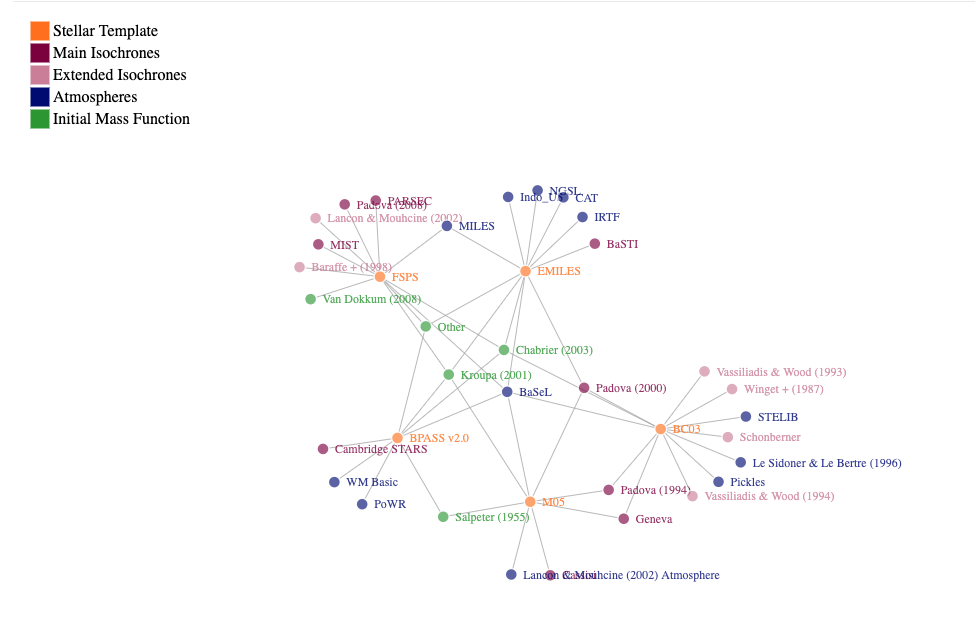 Stellar Template
Main Isochrones
Extended Isochrones
Atmospheres
Initial Mass Function
NGSL
Indo_US
CAT
PARSEC
Padova (2008)
IRTF
Lancon & Mouhcine (2002)
MILES
MIST
BaSTI
Baraffe + (1998)
EMILES
FSPS
Van Dokkum (2008)
Other
Chabrier (2003)
Vassiliadis & Wood (1993)
Kroupa (2001)
Padova (2000)
Winget + (1987)
BaSeL
STELIB
BC03
BPASS v2.0
Schonberner
Cambridge STARS
Le Sidoner & Le Bertre (1996)
WM Basic
Pickles
Padova (1994)
Vassiliadis & Wood (1994)
M05
PoWR
Salpeter (1955)
Geneva
Lancon & Mouhcine (2002) Atmosphere